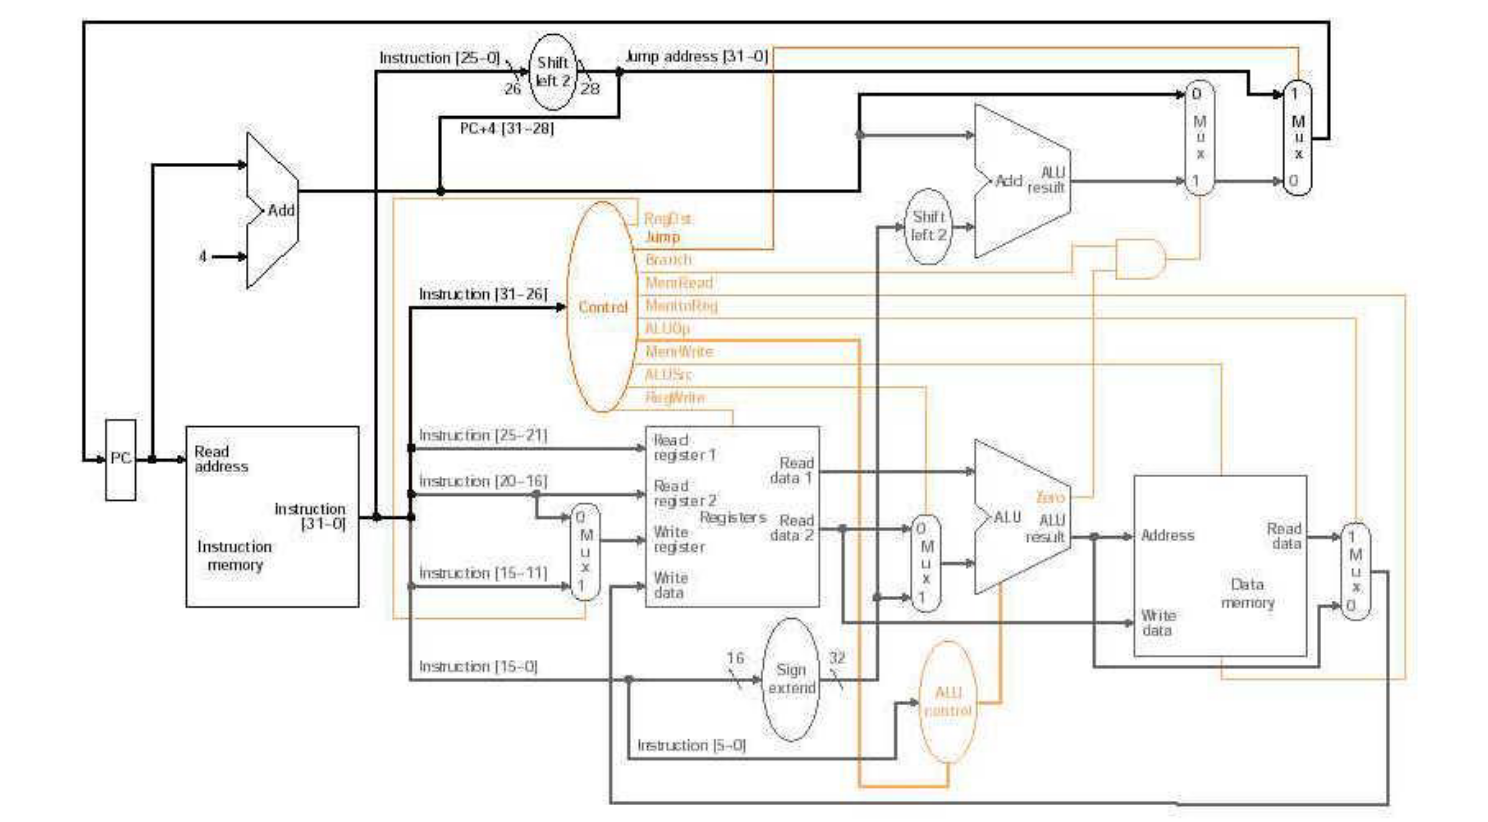 Instruction [25–0]
26
Shift
left 2
28
Jump address [31–0]
PC+4 [31–28]
Add
4
0
M
u
x
1
1
M
u
x
0
Add
ALU
result
Shift
left 2
RegDst
Jump
Branch
MemRead
MemtoReg
ALUOp
MemWrite
ALUSrc
RegWrite
Instruction [31–26]
Control
PC
Read
address
Instruction
[31–0]
Instruction
memory
Instruction [25–21]
Instruction [20–16]
Instruction [15–11]
Instruction [15–0]
Instruction [5–0]
0
M
u
x
1
Read
register 1
Read
register 2
Write
register
Write
data
Registers
Read
data 1
Read
data 2
0
M
u
x
1
Zero
ALU
ALU
result
Address
Write
data
Read
data
Data
memory
1
M
u
x
0
16
Sign
extend
32
ALU
control